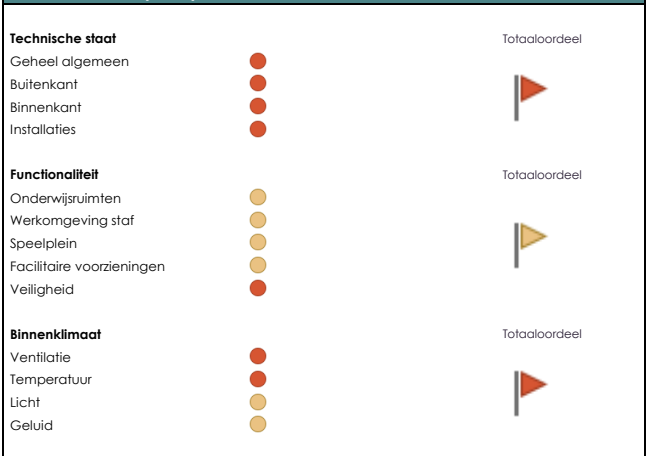 Technische staat Totaaloordeel
Geheel algemeen
Buitenkant
Binnenkant
Installaties
Functionaliteit Totaaloordeel
Onderwijsruimten
Werkomgeving staf
Speelplein
Facilitaire voorzieningen
Veiligheid
Binnenklimaat Totaaloordeel
Ventilatie
Temperatuur
Licht
Geluid